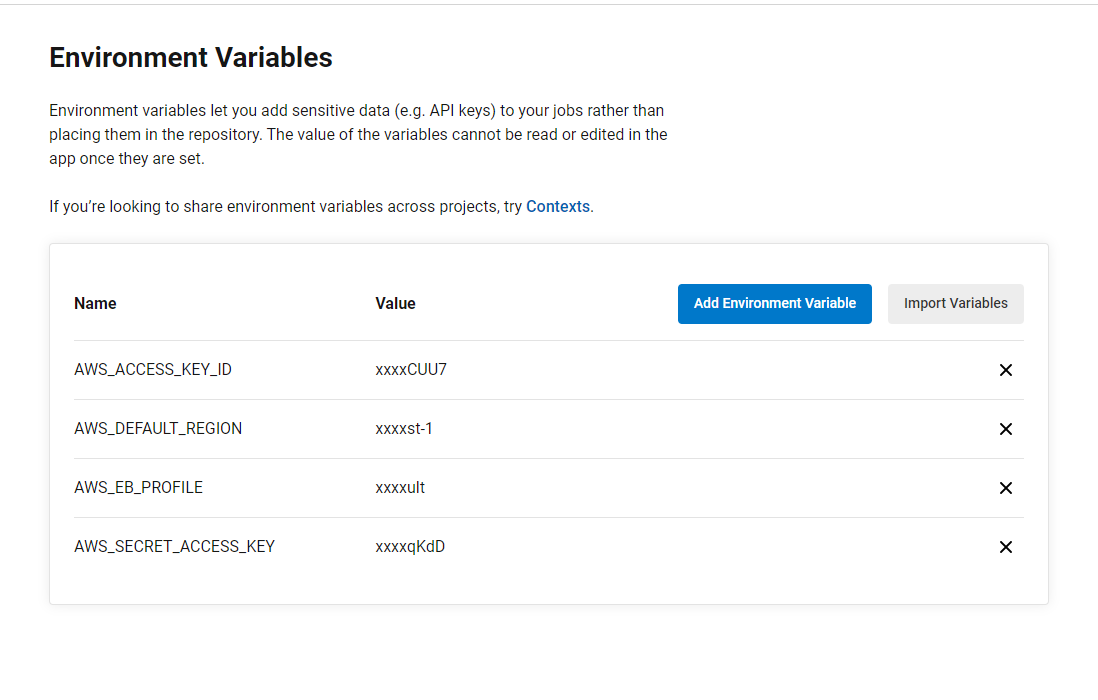 Environment Variables
Environment variables let you add sensitive data (e.g. API keys) to your jobs rather than
placing them in the repository. The value of the variables cannot be read or edited in the
app once they are set.
If you’re looking to share environment variables across projects, try Contexts.
Name Value Add Environment Variable Import Variables
AWS_ACCESS_KEY_ID xxxxCUU7
AWS_DEFAULT_REGION xxxxst-1
AWS_EB_PROFILE xxxxult
AWS_SECRET_ACCESS_KEY xxxxqKdD